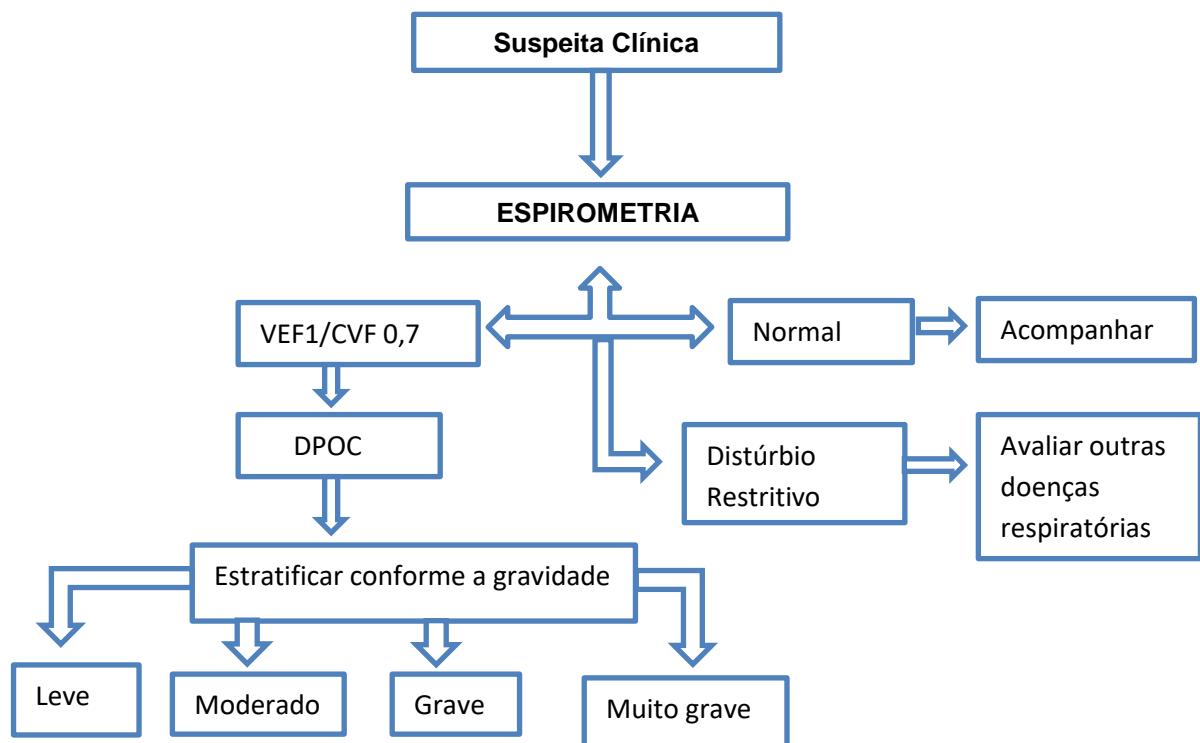 Suspeita Clínica
ESPIROMETRIA
VEF1/CVF 0,7
Normal
Acompanhar
DPOC
Distúrbio
Restritivo
Avaliar outras
doenças
respiratórias
Estratificar conforme a gravidade
Leve
Moderado
Grave
Muito grave